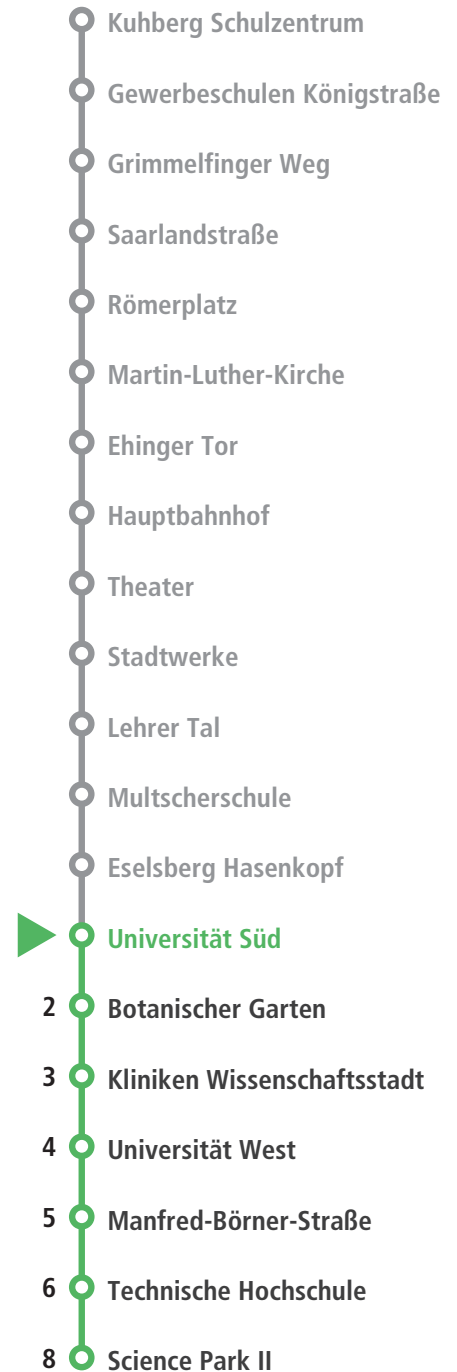 Kuhberg Schulzentrum
Gewerbeschulen Königstraße
Grimmelfinger Weg
Saarlandstraße
Römerplatz
Martin-Luther-Kirche
Ehinger Tor
Hauptbahnhof
Theater
Stadtwerke
Lehrer Tal
Multscherschule
Eselsberg Hasenkopf
Universität Süd
2 Botanischer Garten
3 Kliniken Wissenschaftsstadt
4 Universität West
5 Manfred-Börner-Straße
6 Technische Hochschule
8 Science Park II